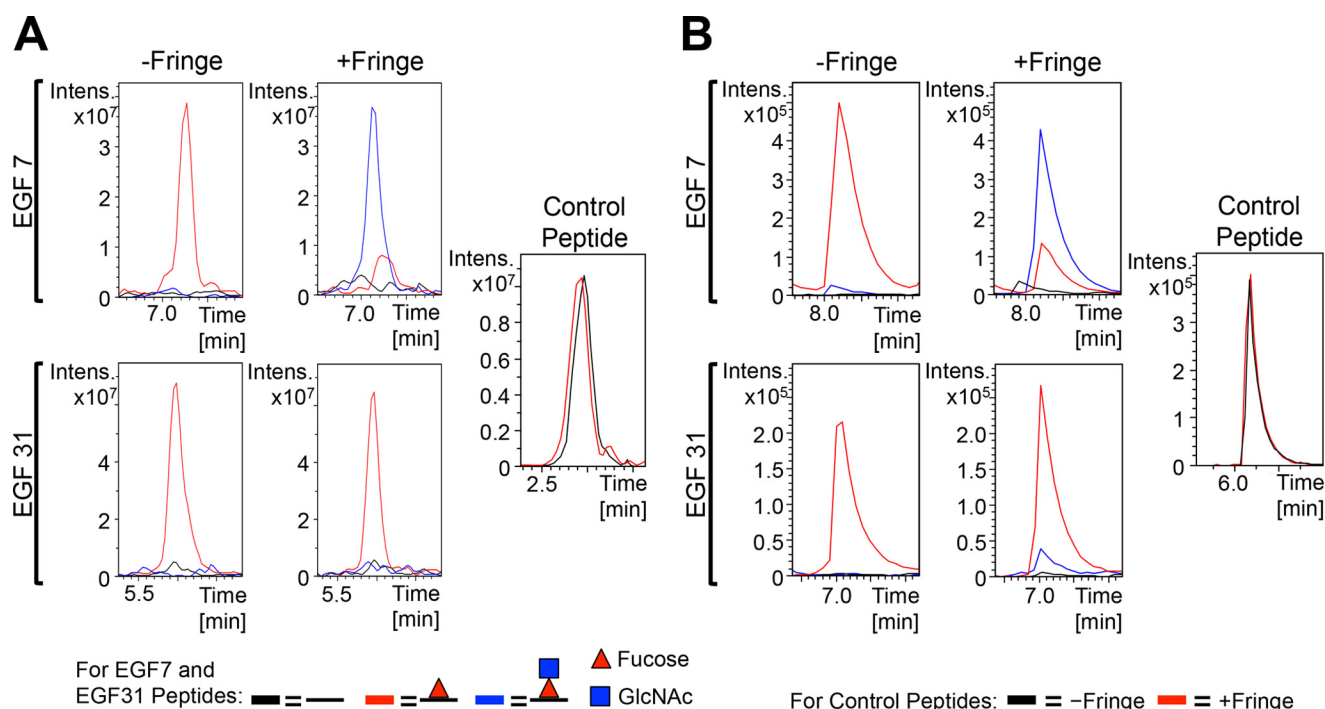 A
-Fringe
+Fringe
EGF 7
Intens.
x10⁷
3
2
1
0
7.0 Time
[min]
Intens.
x10⁷
3
2
1
0
7.0 Time
[min]
EGF 31
Intens.
x10⁷
6
4
2
0
5.5 Time
[min]
Intens.
x10⁷
6
4
2
0
5.5 Time
[min]
Control
Peptide
Intens.
x10⁷
0.8
0.6
0.4
0.2
0
2.5 Time
[min]
B
-Fringe
+Fringe
EGF 7
Intens.
x10⁵
4
3
2
1
0
8.0 Time
[min]
Intens.
x10⁵
4
3
2
1
0
8.0 Time
[min]
EGF 31
Intens.
x10⁵
2.0
1.5
1.0
0.5
0
7.0 Time
[min]
Intens.
x10⁵
2.0
1.5
1.0
0.5
0
7.0 Time
[min]
Control
Peptide
Intens.
x10⁵
3
2
1
0
6.0 Time
[min]
For EGF7 and
EGF31 Peptides: = = =
Fucose
GlcNAc
For Control Peptides: = −Fringe = +Fringe